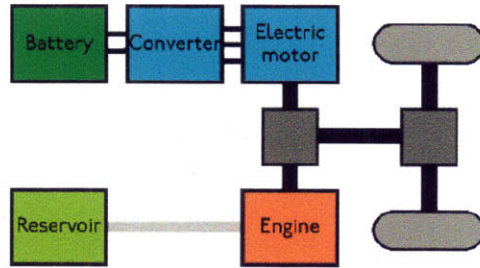 Battery
Converter
Electric
motor
Reservoir
Engine